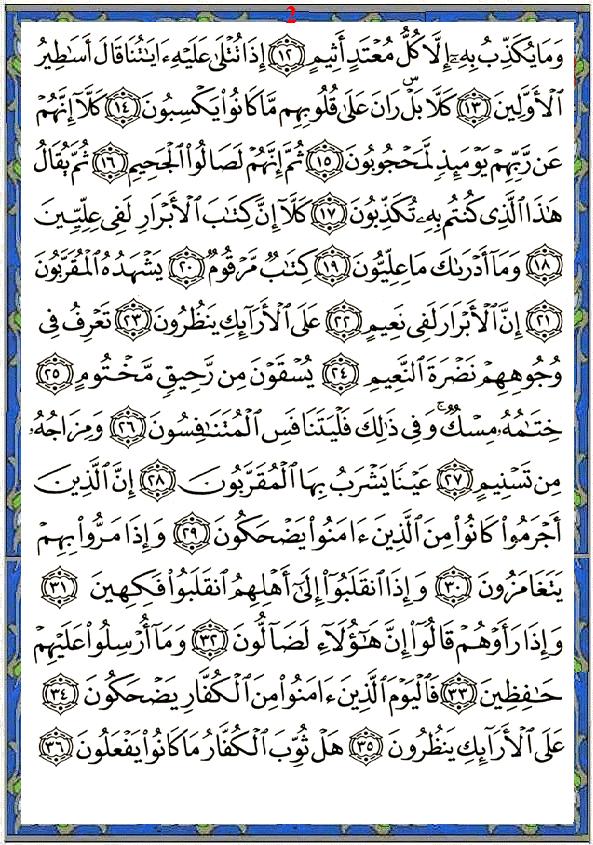 2
وَمَا يُكَذِّبُ بِهِۦٓ إِلَّا كُلُّ مُعْتَدٍ أَثِيمٍ ١٢ إِذَا تُتْلَىٰ عَلَيْهِ ءَايَٰتُنَا قَالَ أَسَٰطِيرُ
ٱلْأَوَّلِينَ ١٣ كَلَّا بَلْۜ رَانَ عَلَىٰ قُلُوبِهِم مَّا كَانُوا۟ يَكْسِبُونَ ١٤ كَلَّآ إِنَّهُمْ
عَن رَّبِّهِمْ يَوْمَئِذٍ لَّمَحْجُوبُونَ ١٥ ثُمَّ إِنَّهُمْ لَصَالُوا۟ ٱلْجَحِيمِ ١٦ ثُمَّ يُقَالُ
هَٰذَا ٱلَّذِى كُنتُم بِهِۦ تُكَذِّبُونَ ١٧ كَلَّآ إِنَّ كِتَٰبَ ٱلْأَبْرَارِ لَفِى عِلِّيِّينَ
١٨ وَمَآ أَدْرَىٰكَ مَا عِلِّيُّونَ ١٩ كِتَٰبٌ مَّرْقُومٌ ٢٠ يَشْهَدُهُ ٱلْمُقَرَّبُونَ
٢١ إِنَّ ٱلْأَبْرَارَ لَفِى نَعِيمٍ ٢٢ عَلَى ٱلْأَرَآئِكِ يَنظُرُونَ ٢٣ تَعْرِفُ فِى
وُجُوهِهِمْ نَضْرَةَ ٱلنَّعِيمِ ٢٤ يُسْقَوْنَ مِن رَّحِيقٍ مَّخْتُومٍ ٢٥
خِتَٰمُهُۥ مِسْكٌ ۚ وَفِى ذَٰلِكَ فَلْيَتَنَافَسِ ٱلْمُتَنَٰفِسُونَ ٢٦ وَمِزَاجُهُۥ
مِن تَسْنِيمٍ ٢٧ عَيْنًا يَشْرَبُ بِهَا ٱلْمُقَرَّبُونَ ٢٨ إِنَّ ٱلَّذِينَ
أَجْرَمُوا۟ كَانُوا۟ مِنَ ٱلَّذِينَ ءَامَنُوا۟ يَضْحَكُونَ ٢٩ وَإِذَا مَرُّوا۟ بِهِمْ
يَتَغَامَزُونَ ٣٠ وَإِذَا ٱنقَلَبُوٓا۟ إِلَىٰٓ أَهْلِهِمُ ٱنقَلَبُوا۟ فَكِهِينَ ٣١
وَإِذَا رَأَوْهُمْ قَالُوٓا۟ إِنَّ هَٰٓؤُلَآءِ لَضَآلُّونَ ٣٢ وَمَآ أُرْسِلُوا۟ عَلَيْهِمْ
حَٰفِظِينَ ٣٣ فَٱلْيَوْمَ ٱلَّذِينَ ءَامَنُوا۟ مِنَ ٱلْكُفَّارِ يَضْحَكُونَ ٣٤
عَلَى ٱلْأَرَآئِكِ يَنظُرُونَ ٣٥ هَلْ ثُوِّبَ ٱلْكُفَّارُ مَا كَانُوا۟ يَفْعَلُونَ ٣٦